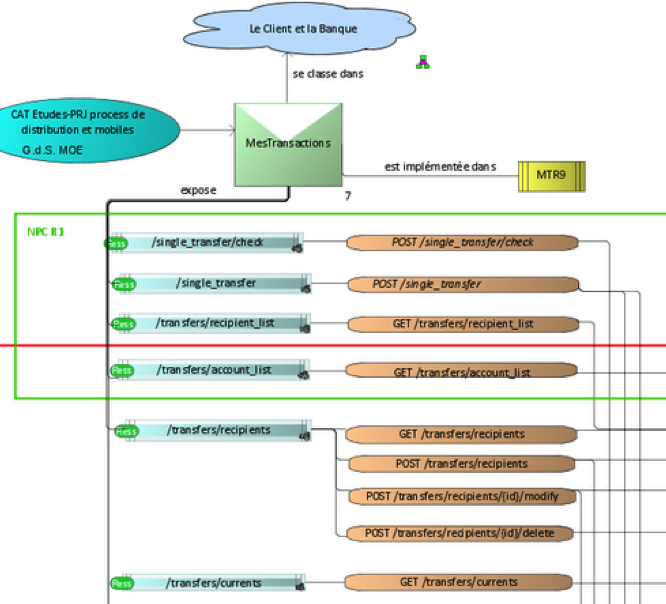 Le Client et la Banque
se classe dans
CAT Etudes-PRJ process de
distribution et mobiles
G.d.S. MOE
MesTransactions
est implémentée dans
MTR9
expose
7
NPC R1
Ress /single_transfer/check POST /single_transfer/check
Ress /single_transfer POST /single_transfer
Ress /transfers/recipient_list GET /transfers/recipient_list
Ress /transfers/account_list GET /transfers/account_list
Ress /transfers/recipients GET /transfers/recipients
POST /transfers/recipients
POST /transfers/recipients/{id}/modify
POST /transfers/recipients/{id}/delete
Ress /transfers/currents GET /transfers/currents